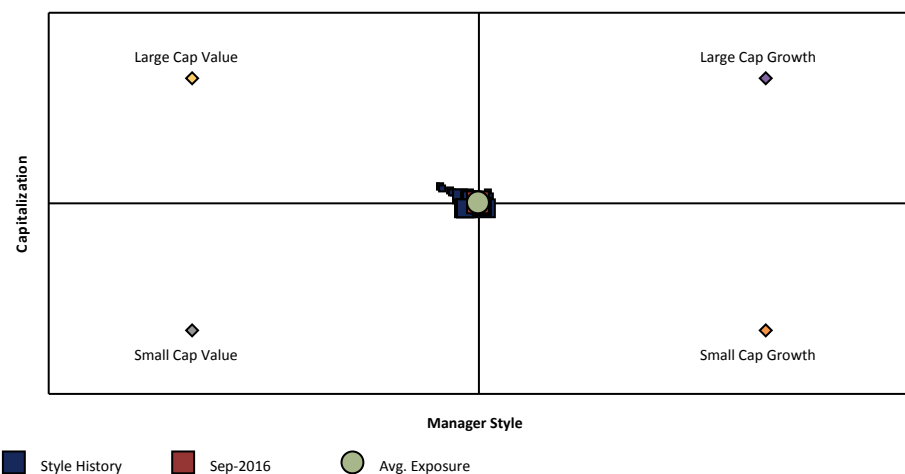 Large Cap Value
Large Cap Growth
Capitalization
Small Cap Value
Small Cap Growth
Manager Style
Style History
Sep-2016
Avg. Exposure